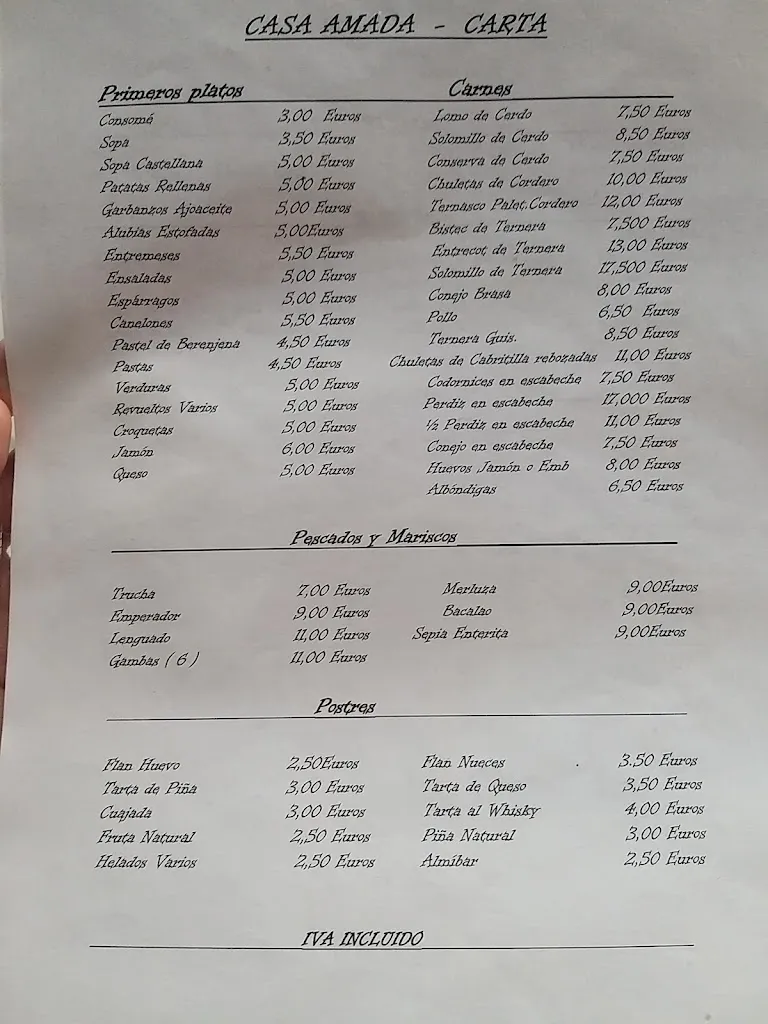 CASA AMADA - CARTA
Primeros platos
Consomé 3,00 Euros
Sopa 3,50 Euros
Sopa Castellana 5,00 Euros
Patatas Rellenas 5,00 Euros
Garbanzos Ajoaceite 5,00 Euros
Alubias Estofadas 5,00Euros
Entremeses 5,50 Euros
Ensaladas 5,00 Euros
Espárragos 5,00 Euros
Canelones 5,50 Euros
Pastel de Berenjena 4,50 Euros
Pastas 4,50 Euros
Verduras 5,00 Euros
Revueltos Varios 5,00 Euros
Croquetas 5,00 Euros
Jamón 6,00 Euros
Queso 5,00 Euros
Carnes
Lomo de Cerdo 7,50 Euros
Solomillo de Cerdo 8,50 Euros
Conserva de Cerdo 7,50 Euros
Chuletas de Cordero 10,00 Euros
Ternasco Palet.Cordero 12,00 Euros
Bistec de Ternera 7,500 Euros
Entrecot de Ternera 13,00 Euros
Solomillo de Ternera 17,500 Euros
Conejo Brasa 8,00 Euros
Pollo 6,50 Euros
Ternera Guis. 8,50 Euros
Chuletas de Cabritilla rebozadas 11,00 Euros
Codornices en escabeche 7,50 Euros
Perdiz en escabeche 17,000 Euros
½ Perdiz en escabeche 11,00 Euros
Conejo en escabeche 7,50 Euros
Huevos Jamón o Emb 8,00 Euros
Albóndigas 6,50 Euros
Pescados y Mariscos
Trucha 7,00 Euros
Emperador 9,00 Euros
Lenguado 11,00 Euros
Gambas ( 6 ) 11,00 Euros
Merluza 9,00Euros
Bacalao 9,00Euros
Sepia Enterita 9,00Euros
Postres
Flan Huevo 2,50Euros
Tarta de Piña 3,00 Euros
Cuajada 3,00 Euros
Fruta Natural 2,50 Euros
Helados Varios 2,50 Euros
Flan Nueces 3.50 Euros
Tarta de Queso 3,50 Euros
Tarta al Whisky 4,00 Euros
Piña Natural 3,00 Euros
Almíbar 2,50 Euros
IVA INCLUIDO